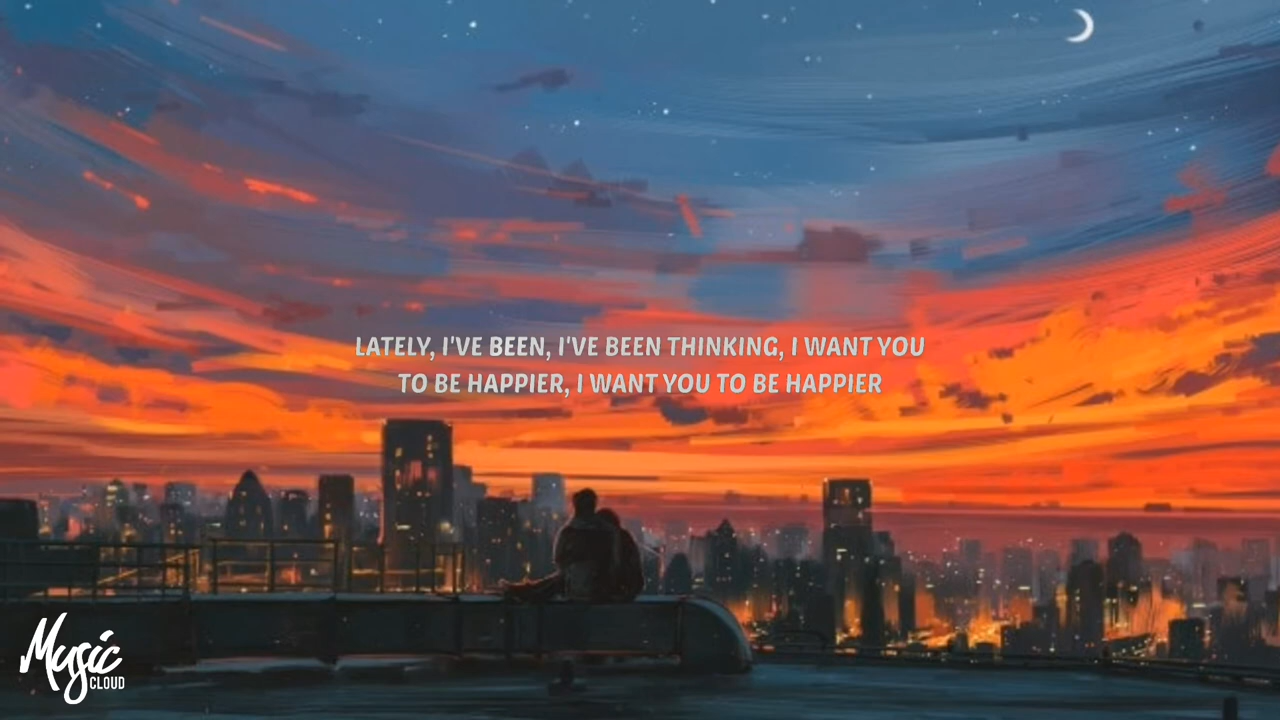 LATELY, I'VE BEEN, I'VE BEEN THINKING, I WANT YOU
TO BE HAPPIER, I WANT YOU TO BE HAPPIER
Music
CLOUD